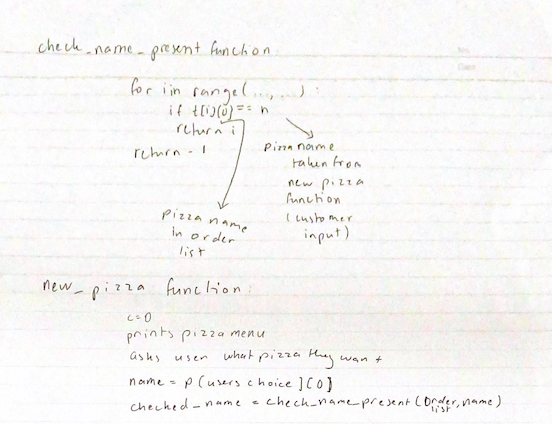 check_name_present function:
for i in range(...,...):
if t[i][0] == n
return i
return -1
pizza name
taken from
new pizza
function
(customer
input)
pizza name
in order
list
new_pizza function:
c=0
prints pizza menu
asks user what pizza they want
name = p[users choice][0]
checked_name = check_name_present(order list, name)